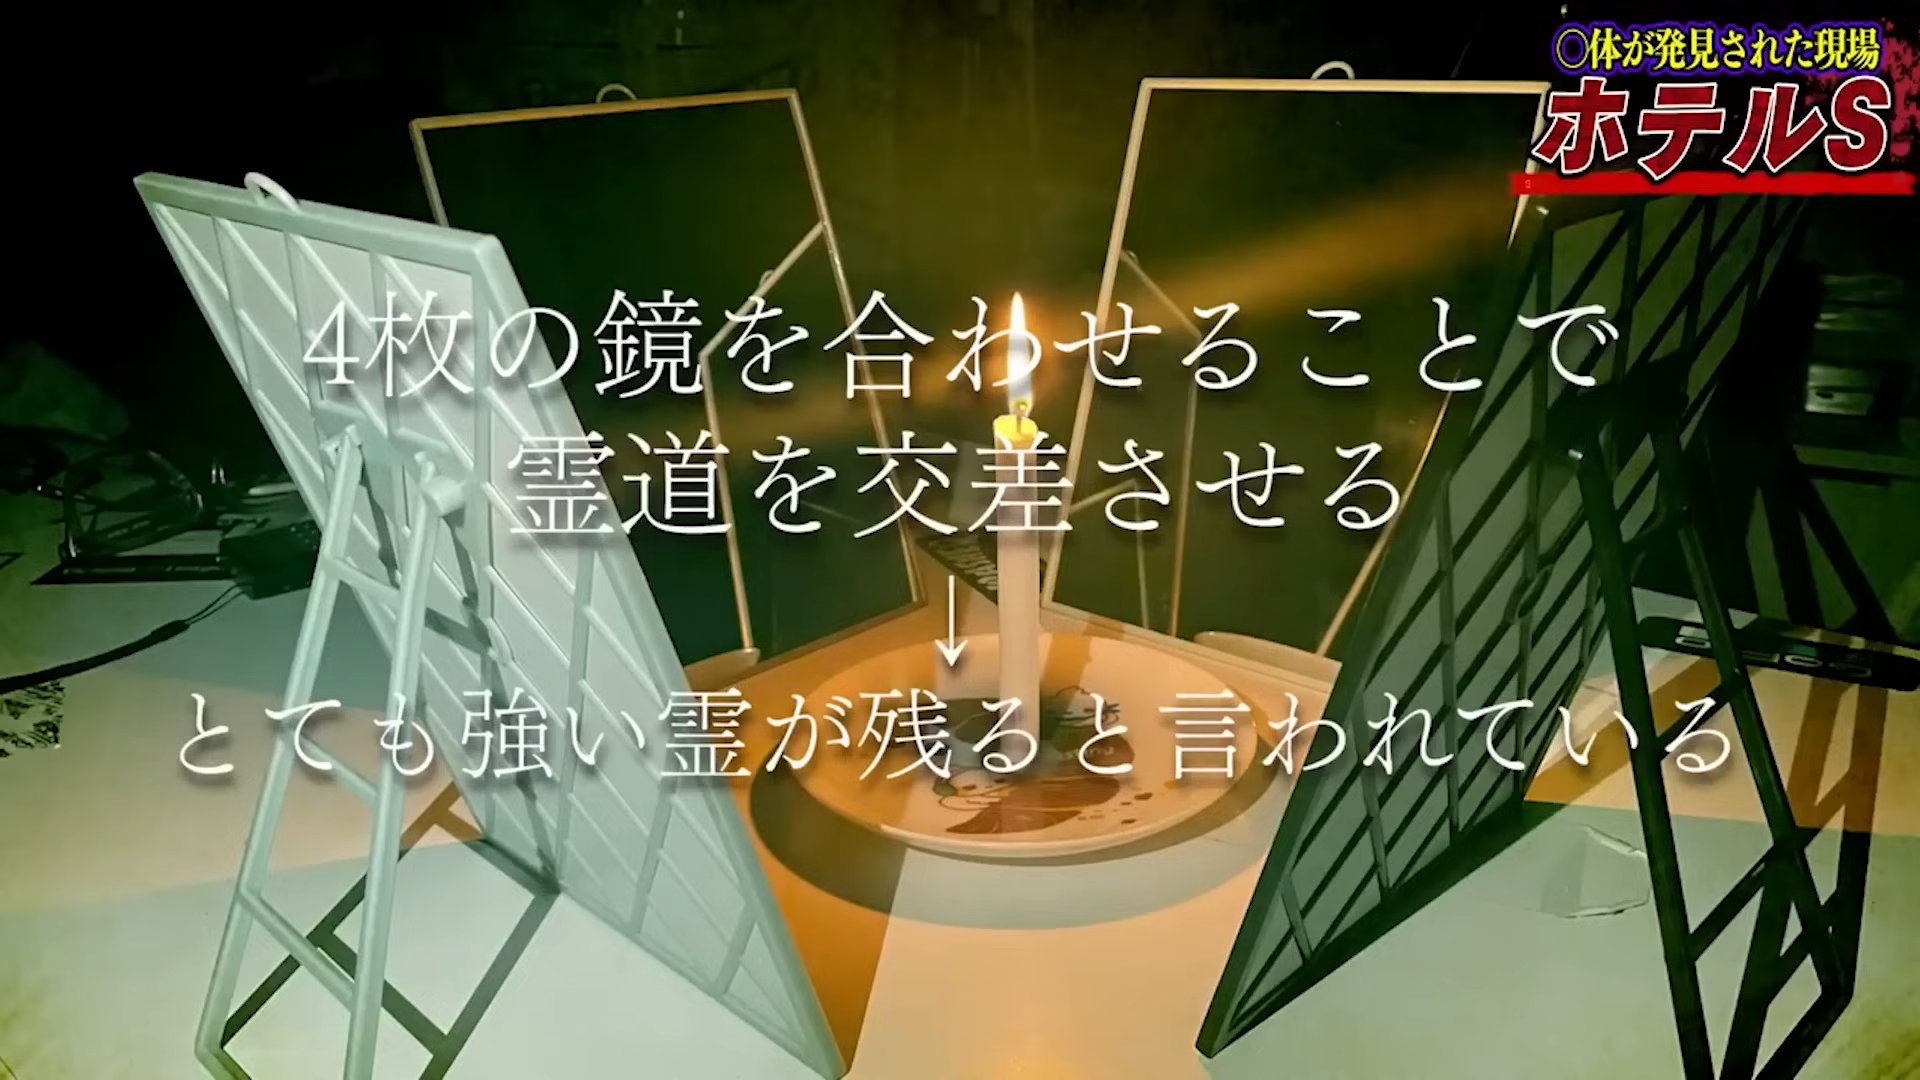 ○体が発見された現場
ホテルS
4枚の鏡を合わせることで
霊道を交差させる
↓
とても強い霊が残ると言われている